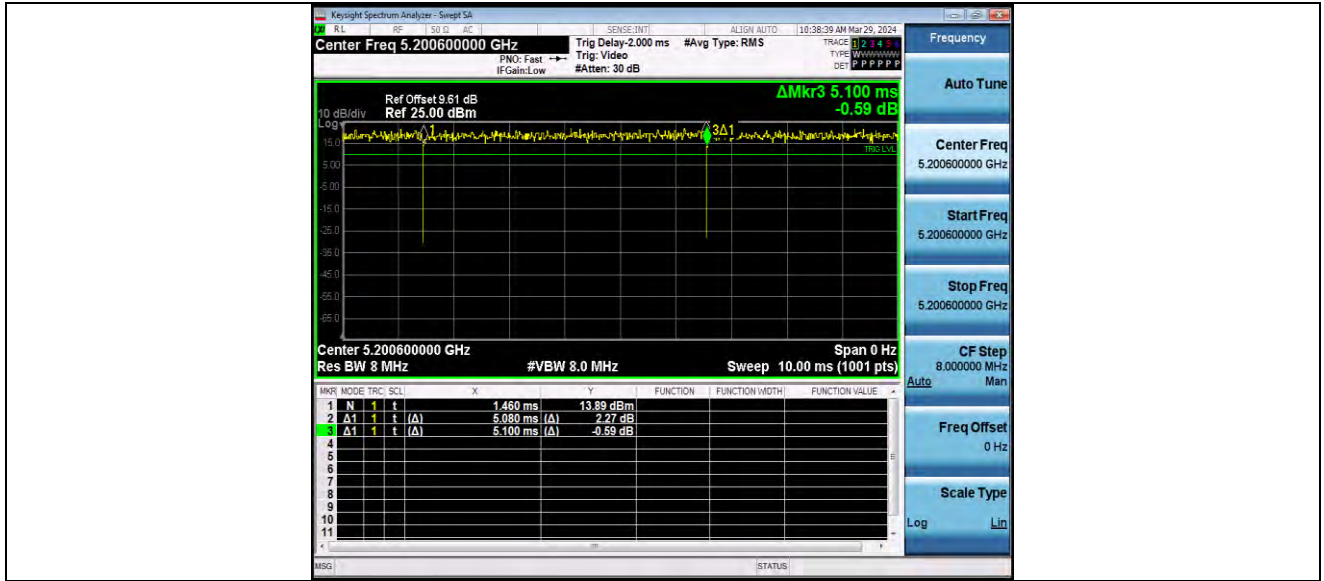 Keysight Spectrum Analyzer - Swept SA
RL RF 50 Ω AC SENSE:INT ALIGN AUTO 10:38:39 AM Mar 29, 2024
Center Freq 5.200600000 GHz
PNO: Fast
IFGain:Low
Trig Delay-2.000 ms
Trig: Video
#Atten: 30 dB
#Avg Type: RMS
TRACE 1 2 3 4 5 6
TYPE WWWWWW
DET P P P P P P
ΔMkr3 5.100 ms
-0.59 dB
Ref Offset 9.61 dB
10 dB/div Ref 25.00 dBm
Log
1
3Δ1
TRIG LVL
15.0
5.00
-5.00
-15.0
-25.0
-35.0
-45.0
-55.0
-65.0
Center 5.200600000 GHz Span 0 Hz
Res BW 8 MHz #VBW 8.0 MHz Sweep 10.00 ms (1001 pts)
MKR MODE TRC SCL X Y FUNCTION FUNCTION WIDTH FUNCTION VALUE
1 N 1 t 1.460 ms 13.89 dBm
2 Δ1 1 t (Δ) 5.080 ms (Δ) 2.27 dB
3 Δ1 1 t (Δ) 5.100 ms (Δ) -0.59 dB
4
5
6
7
8
9
10
11
MSG STATUS
Frequency
Auto Tune
Center Freq
5.200600000 GHz
Start Freq
5.200600000 GHz
Stop Freq
5.200600000 GHz
CF Step
8.000000 MHz
Auto Man
Freq Offset
0 Hz
Scale Type
Log Lin